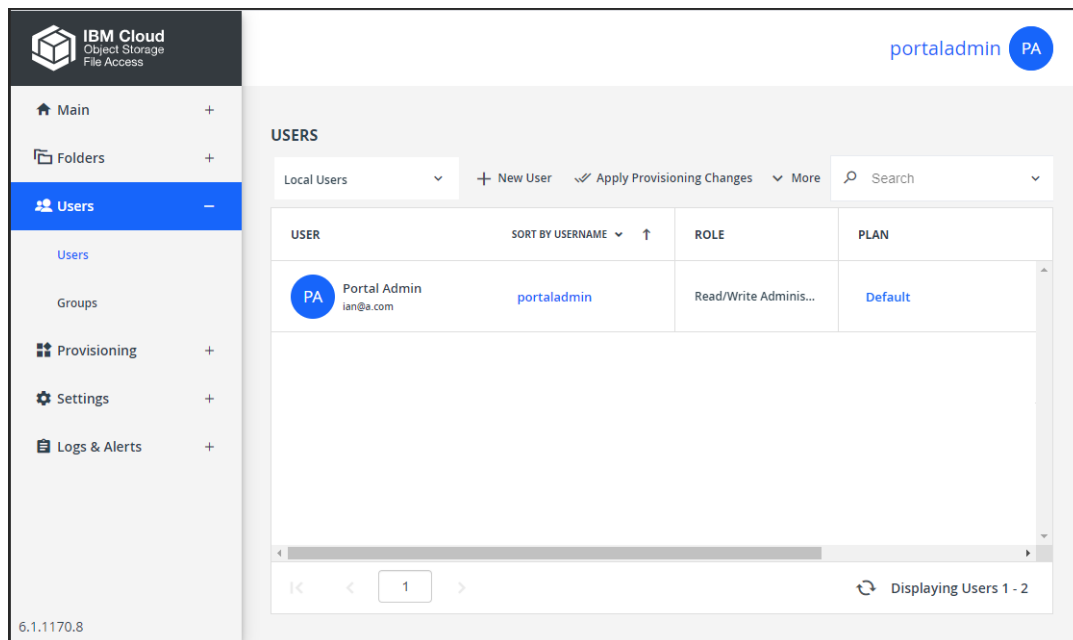 IBM Cloud
Object Storage
File Access
portaladmin PA
Main +
Folders +
Users −
Users
Groups
Provisioning +
Settings +
Logs & Alerts +
6.1.1170.8
USERS
Local Users + New User Apply Provisioning Changes More Search
USER SORT BY USERNAME ↑ ROLE PLAN
PA Portal Admin portaladmin Read/Write Adminis... Default
ian@a.com
1 Displaying Users 1 - 2